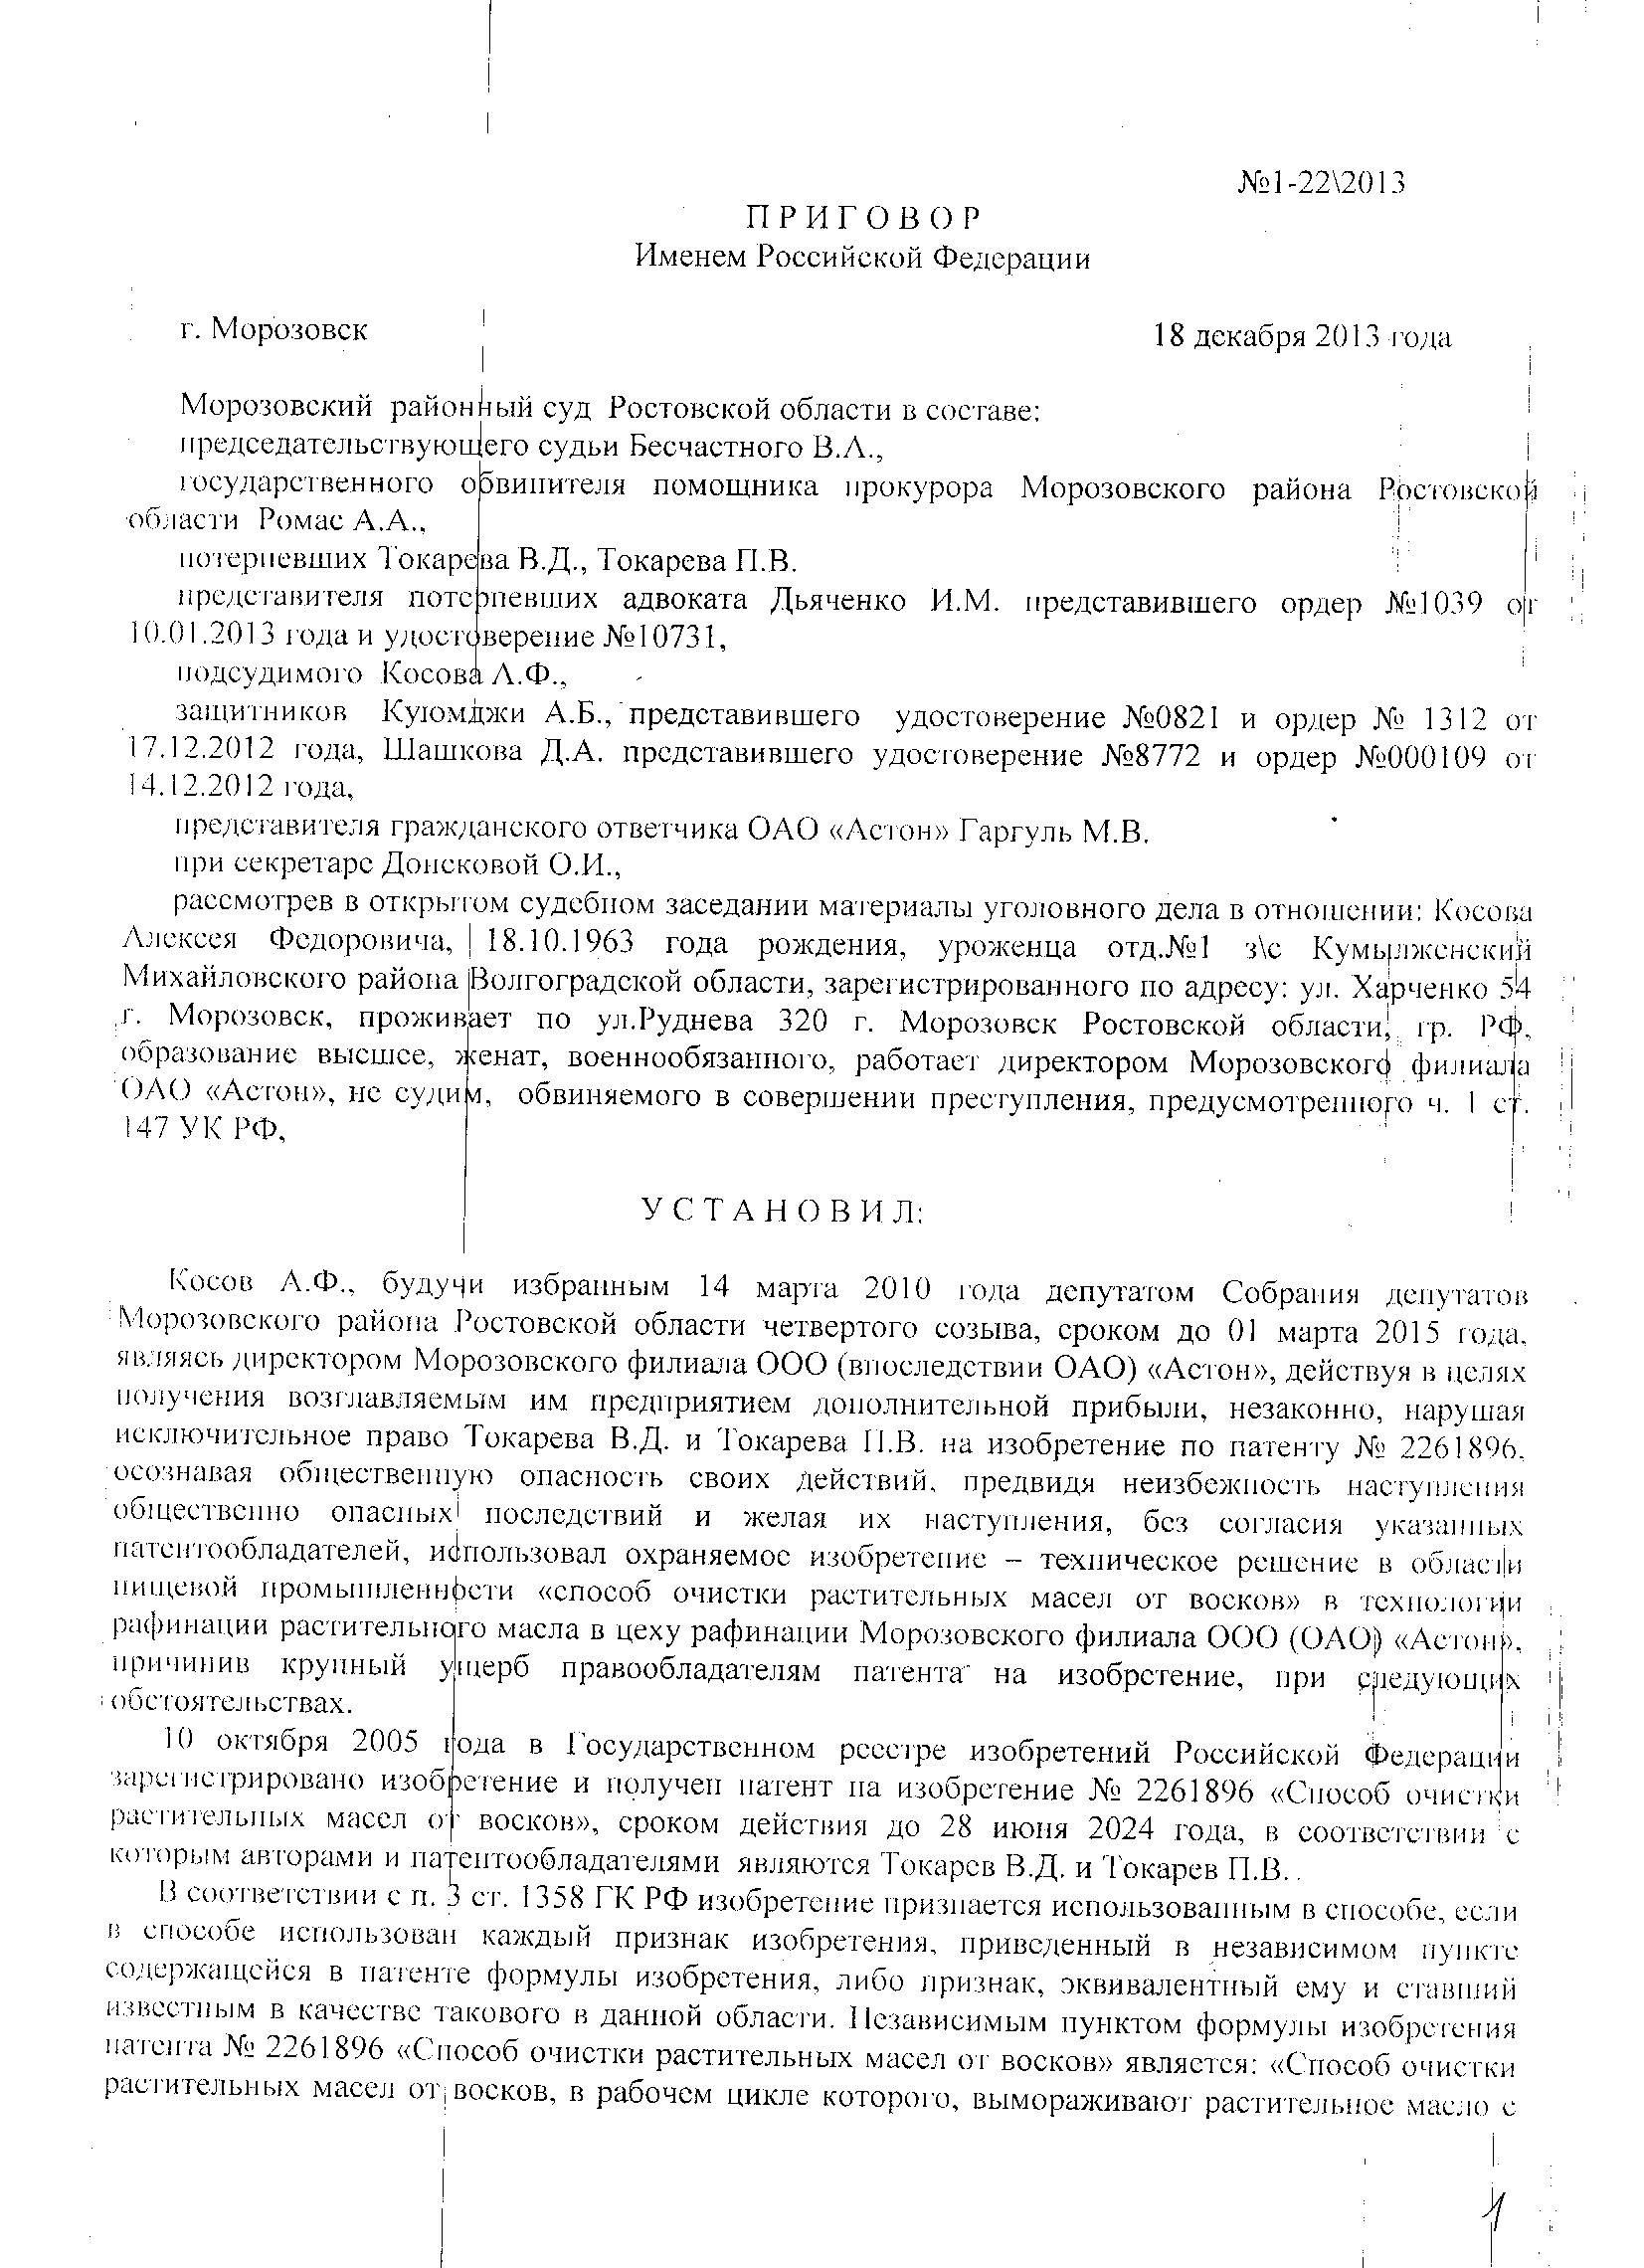 №1-22\2013
П Р И Г О В О Р
Именем Российской Федерации
г. Морозовск 18 декабря 2013 года
Морозовский районный суд Ростовской области в составе:
председательствующего судьи Бесчастного В.А.,
государственного обвинителя помощника прокурора Морозовского района Ростовской
области Ромас А.А.,
потерпевших Токарева В.Д., Токарева П.В.
представителя потерпевших адвоката Дьяченко И.М. представившего ордер №1039 от
10.01.2013 года и удостоверение №10731,
подсудимого Косова А.Ф.,
защитников Куюмджи А.Б., представившего удостоверение №0821 и ордер № 1312 от
17.12.2012 года, Шашкова Д.А. представившего удостоверение №8772 и ордер №000109 от
14.12.2012 года,
представителя гражданского ответчика ОАО «Астон» Гаргуль М.В.
при секретаре Донсковой О.И.,
рассмотрев в открытом судебном заседании материалы уголовного дела в отношении: Косова
Алексея Федоровича, 18.10.1963 года рождения, уроженца отд.№1 з\с Кумылженский
Михайловского района Волгоградской области, зарегистрированного по адресу: ул. Харченко 54
г. Морозовск, проживает по ул.Руднева 320 г. Морозовск Ростовской области, гр. РФ,
образование высшее, женат, военнообязанного, работает директором Морозовского филиала
ОАО «Астон», не судим, обвиняемого в совершении преступления, предусмотренного ч. 1 ст.
147 УК РФ,
У С Т А Н О В И Л:
Косов А.Ф., будучи избранным 14 марта 2010 года депутатом Собрания депутатов
Морозовского района Ростовской области четвертого созыва, сроком до 01 марта 2015 года,
являясь директором Морозовского филиала ООО (впоследствии ОАО) «Астон», действуя в целях
получения возглавляемым им предприятием дополнительной прибыли, незаконно, нарушая
исключительное право Токарева В.Д. и Токарева П.В. на изобретение по патенту № 2261896,
осознавая общественную опасность своих действий, предвидя неизбежность наступления
общественно опасных последствий и желая их наступления, без согласия указанных
патентообладателей, использовал охраняемое изобретение – техническое решение в области
пищевой промышленности «способ очистки растительных масел от восков» в технологии
рафинации растительного масла в цеху рафинации Морозовского филиала ООО (ОАО) «Астон»,
причинив крупный ущерб правообладателям патента на изобретение, при следующих
обстоятельствах.
10 октября 2005 года в Государственном реестре изобретений Российской Федерации
зарегистрировано изобретение и получен патент на изобретение № 2261896 «Способ очистки
растительных масел от восков», сроком действия до 28 июня 2024 года, в соответствии с
которым авторами и патентообладателями являются Токарев В.Д. и Токарев П.В..
В соответствии с п. 3 ст. 1358 ГК РФ изобретение признается использованным в способе, если
в способе использован каждый признак изобретения, приведенный в независимом пункте
содержащейся в патенте формулы изобретения, либо признак, эквивалентный ему и ставший
известным в качестве такового в данной области. Независимым пунктом формулы изобретения
патента № 2261896 «Способ очистки растительных масел от восков» является: «Способ очистки
растительных масел от восков, в рабочем цикле которого, вымораживают растительное масло с
1